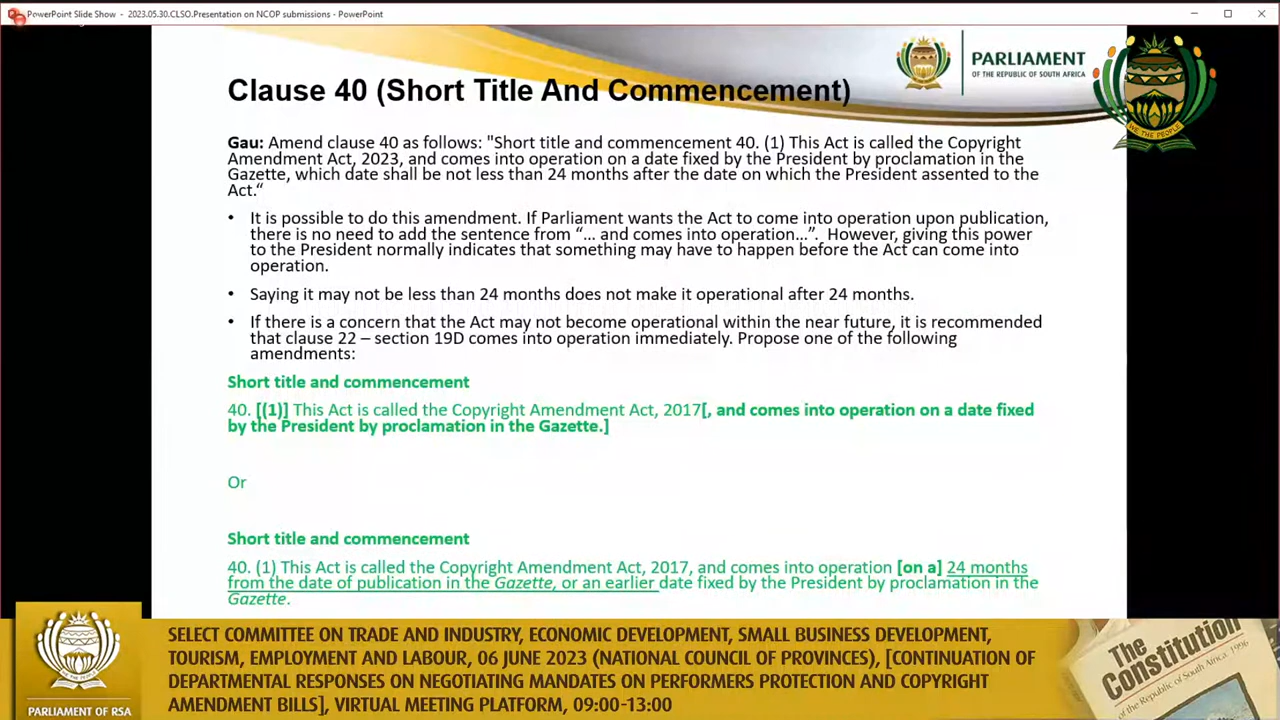 PowerPoint Slide Show - 2023.05.30.CLSO.Presentation on NCOP submissions - PowerPoint
PARLIAMENT
OF THE REPUBLIC OF SOUTH AFRICA
WE THE PEOPLE
Clause 40 (Short Title And Commencement)
Gau: Amend clause 40 as follows: "Short title and commencement 40. (1) This Act is called the Copyright
Amendment Act, 2023, and comes into operation on a date fixed by the President by proclamation in the
Gazette, which date shall be not less than 24 months after the date on which the President assented to the
Act.“
• It is possible to do this amendment. If Parliament wants the Act to come into operation upon publication,
there is no need to add the sentence from “… and comes into operation…”. However, giving this power
to the President normally indicates that something may have to happen before the Act can come into
operation.
• Saying it may not be less than 24 months does not make it operational after 24 months.
• If there is a concern that the Act may not become operational within the near future, it is recommended
that clause 22 – section 19D comes into operation immediately. Propose one of the following
amendments:
Short title and commencement
40. [(1)] This Act is called the Copyright Amendment Act, 2017[, and comes into operation on a date fixed
by the President by proclamation in the Gazette.]
Or
Short title and commencement
40. (1) This Act is called the Copyright Amendment Act, 2017, and comes into operation [on a] 24 months
from the date of publication in the Gazette, or an earlier date fixed by the President by proclamation in the
Gazette.
SELECT COMMITTEE ON TRADE AND INDUSTRY, ECONOMIC DEVELOPMENT, SMALL BUSINESS DEVELOPMENT,
TOURISM, EMPLOYMENT AND LABOUR, 06 JUNE 2023 (NATIONAL COUNCIL OF PROVINCES), [CONTINUATION OF
DEPARTMENTAL RESPONSES ON NEGOTIATING MANDATES ON PERFORMERS PROTECTION AND COPYRIGHT
AMENDMENT BILLS], VIRTUAL MEETING PLATFORM, 09:00-13:00
PARLIAMENT OF RSA
The
Constitution
of the Republic of South Africa, 1996